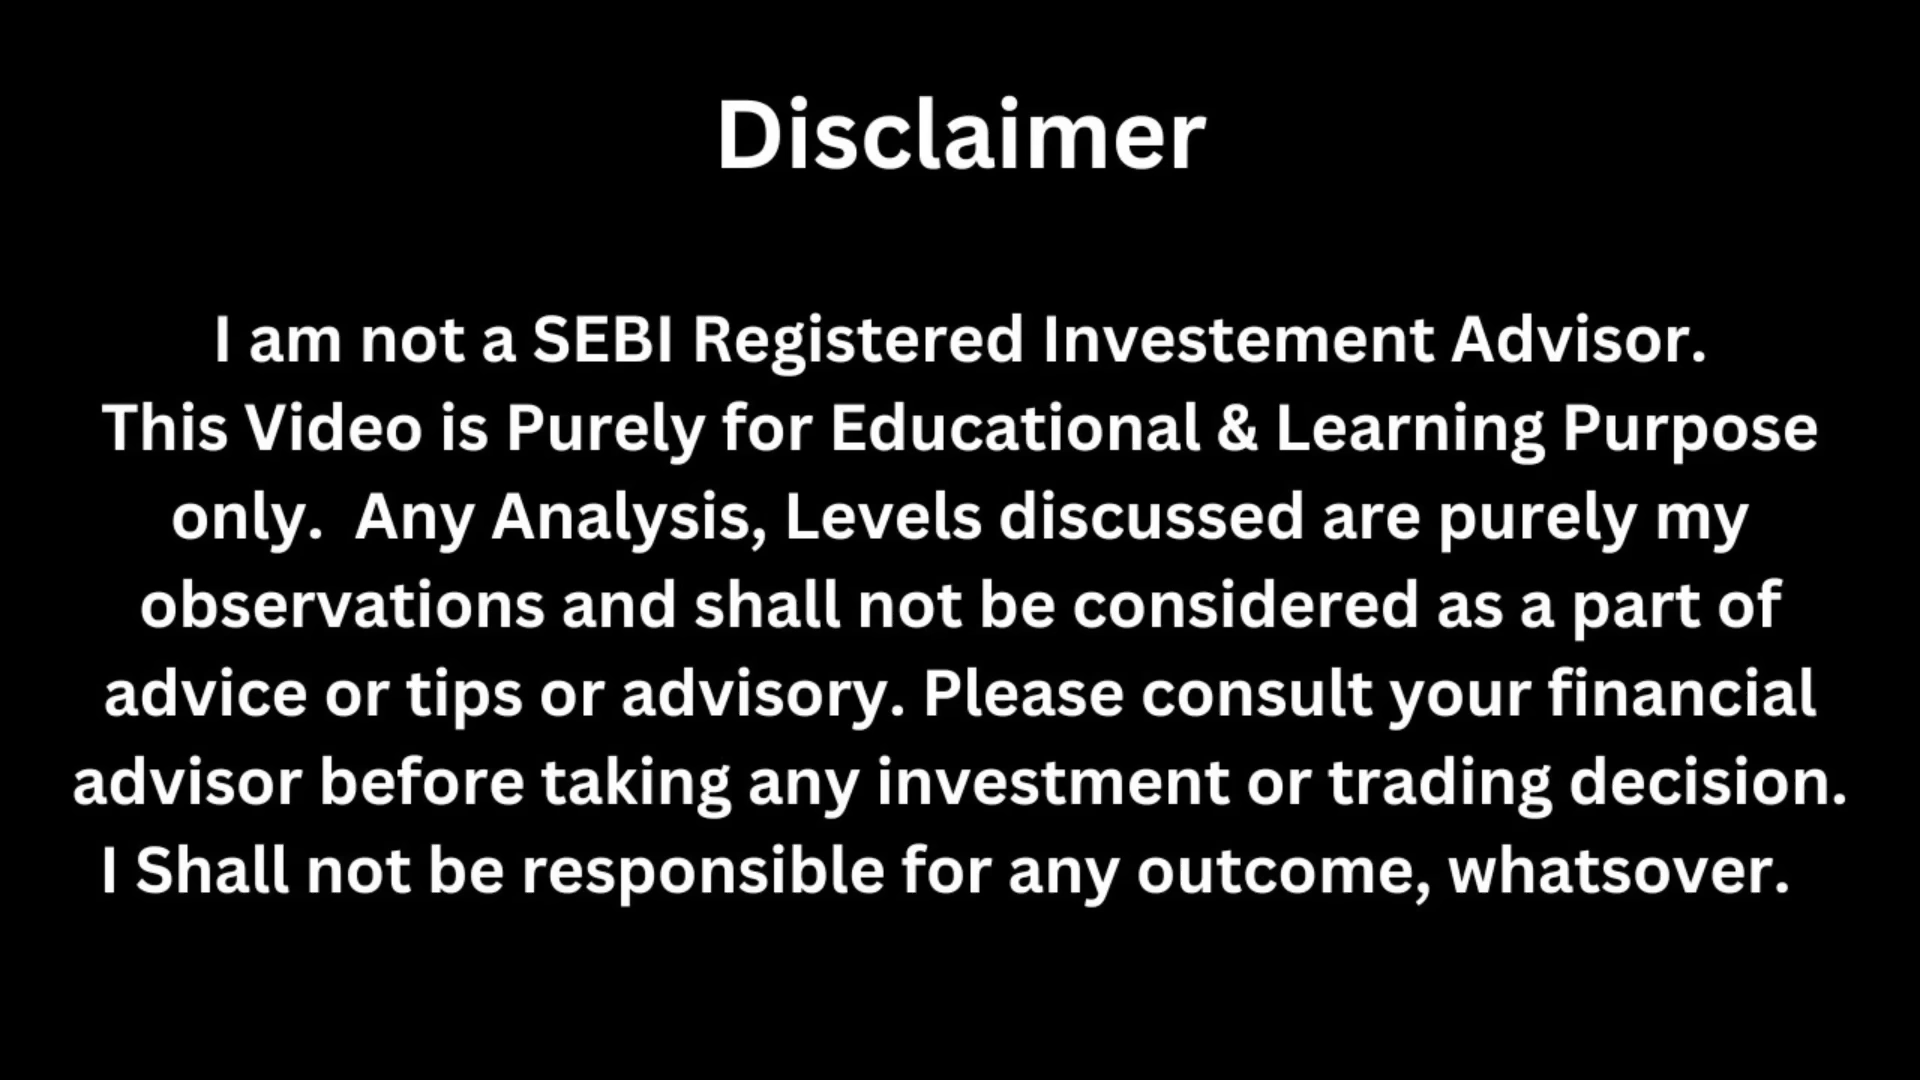 Disclaimer
I am not a SEBI Registered Investement Advisor.
This Video is Purely for Educational & Learning Purpose
only.  Any Analysis, Levels discussed are purely my
observations and shall not be considered as a part of
advice or tips or advisory. Please consult your financial
advisor before taking any investment or trading decision.
I Shall not be responsible for any outcome, whatsover.